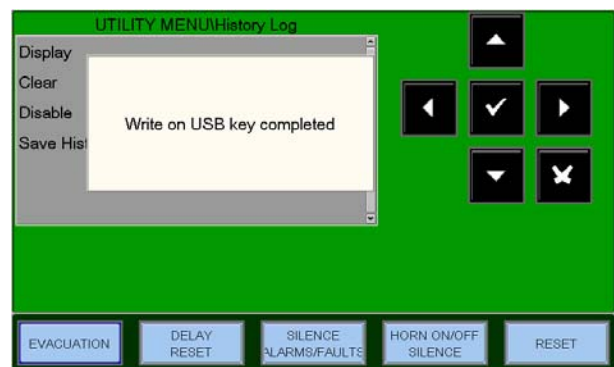 UTILITY MENU\History Log
Display
Clear
Disable
Save Hist
Write on USB key completed
EVACUATION
DELAY
RESET
SILENCE
ALARMS/FAULTS
HORN ON/OFF
SILENCE
RESET